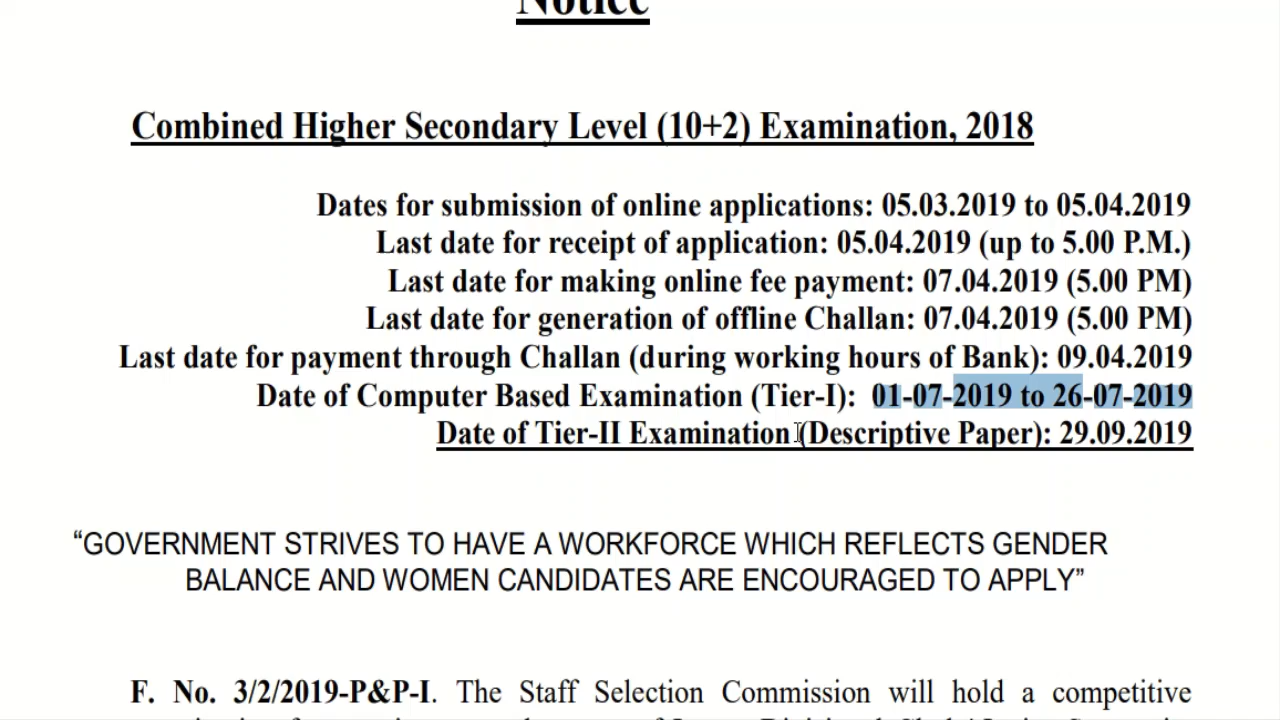 Notice
Combined Higher Secondary Level (10+2) Examination, 2018
Dates for submission of online applications: 05.03.2019 to 05.04.2019
Last date for receipt of application: 05.04.2019 (up to 5.00 P.M.)
Last date for making online fee payment: 07.04.2019 (5.00 PM)
Last date for generation of offline Challan: 07.04.2019 (5.00 PM)
Last date for payment through Challan (during working hours of Bank): 09.04.2019
Date of Computer Based Examination (Tier-I): 01-07-2019 to 26-07-2019
Date of Tier-II Examination (Descriptive Paper): 29.09.2019
“GOVERNMENT STRIVES TO HAVE A WORKFORCE WHICH REFLECTS GENDER
BALANCE AND WOMEN CANDIDATES ARE ENCOURAGED TO APPLY”
F. No. 3/2/2019-P&P-I. The Staff Selection Commission will hold a competitive